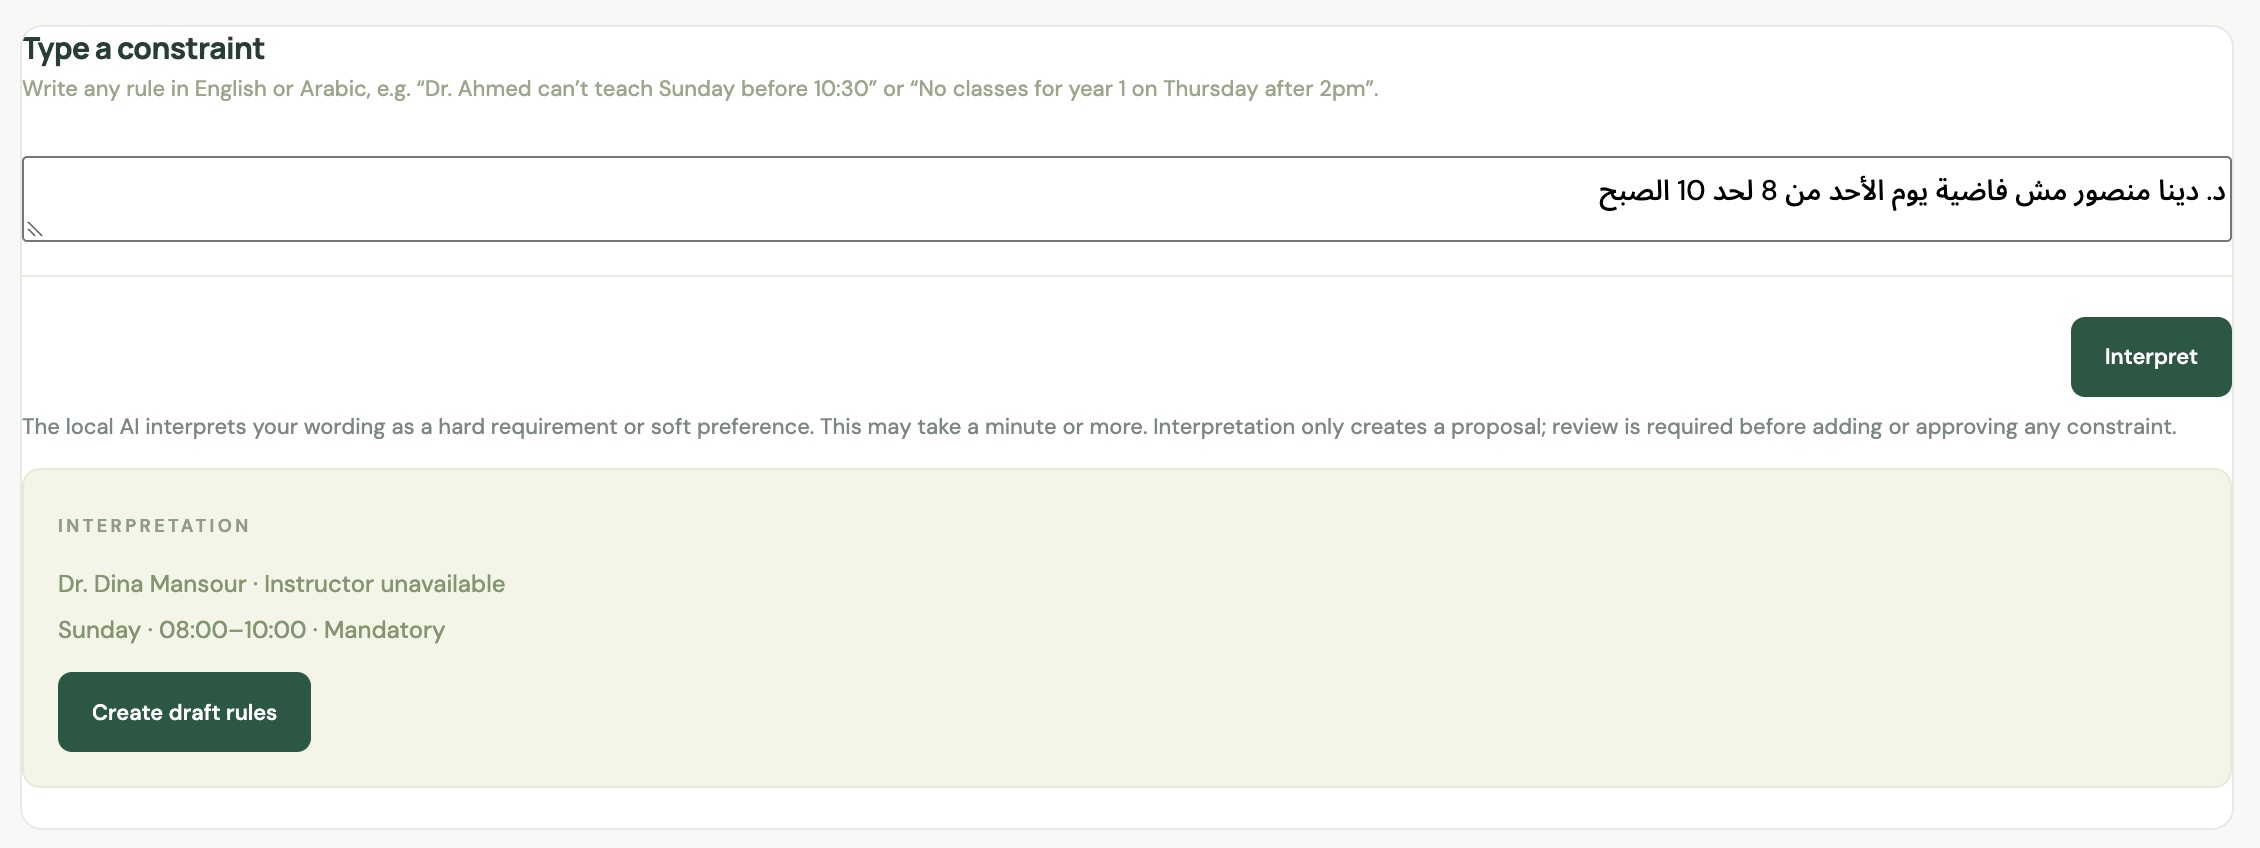 Type a constraint
Write any rule in English or Arabic, e.g. “Dr. Ahmed can’t teach Sunday before 10:30” or “No classes for year 1 on Thursday after 2pm”.
د. دينا منصور مش فاضية يوم الأحد من 8 لحد 10 الصبح
Interpret
The local AI interprets your wording as a hard requirement or soft preference. This may take a minute or more. Interpretation only creates a proposal; review is required before adding or approving any constraint.
INTERPRETATION
Dr. Dina Mansour · Instructor unavailable
Sunday · 08:00–10:00 · Mandatory
Create draft rules